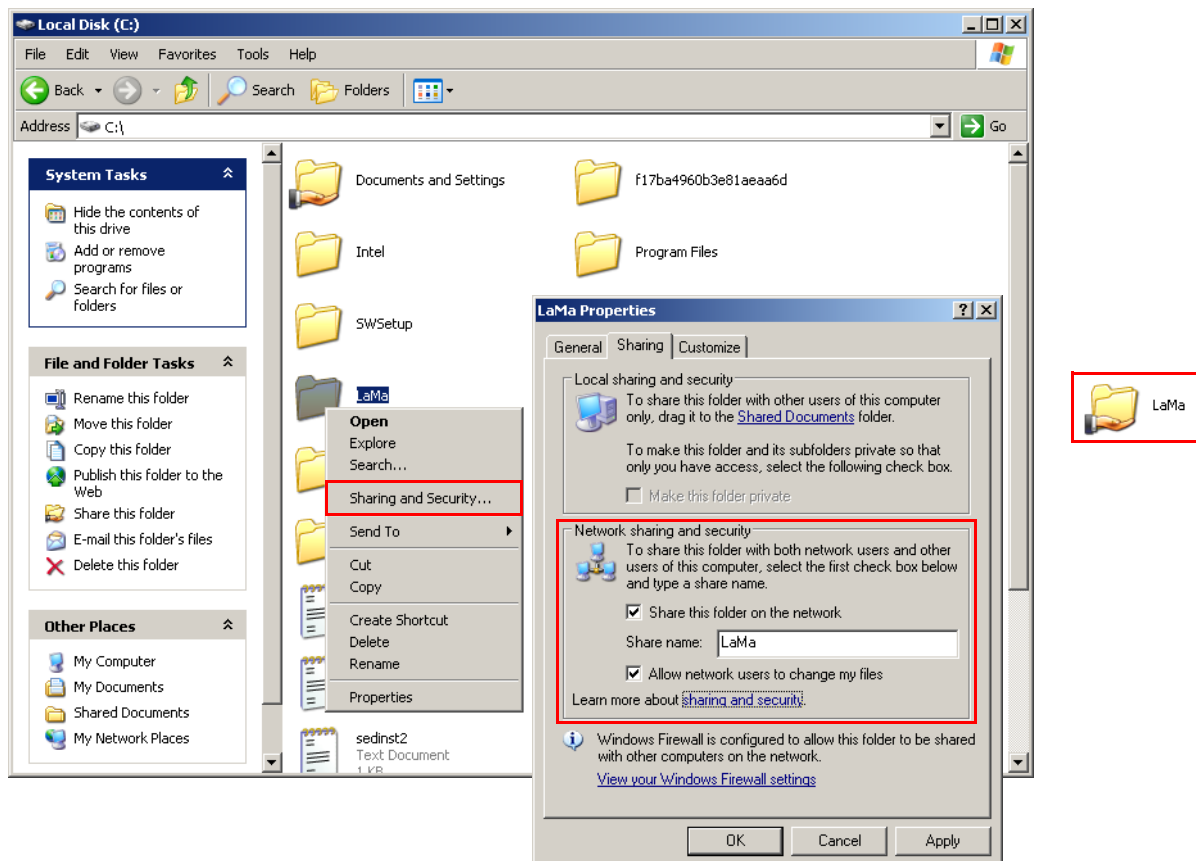 Local Disk (C:)
File Edit View Favorites Tools Help
Back Search Folders
Address C:\ Go
System Tasks
Hide the contents of
this drive
Add or remove
programs
Search for files or
folders
File and Folder Tasks
Rename this folder
Move this folder
Copy this folder
Publish this folder to the
Web
Share this folder
E-mail this folder's files
Delete this folder
Other Places
My Computer
My Documents
Shared Documents
My Network Places
Documents and Settings
f17ba4960b3e81aeaa6d
Intel
Program Files
SWSetup
LaMa
Open
Explore
Search...
Sharing and Security...
Send To
Cut
Copy
Create Shortcut
Delete
Rename
Properties
sedinst2
Text Document
1 KB
LaMa Properties
General Sharing Customize
Local sharing and security
To share this folder with other users of this computer
only, drag it to the Shared Documents folder.
To make this folder and its subfolders private so that
only you have access, select the following check box.
Make this folder private
Network sharing and security
To share this folder with both network users and other
users of this computer, select the first check box below
and type a share name.
Share this folder on the network
Share name: LaMa
Allow network users to change my files
Learn more about sharing and security.
Windows Firewall is configured to allow this folder to be shared
with other computers on the network.
View your Windows Firewall settings
OK Cancel Apply
LaMa